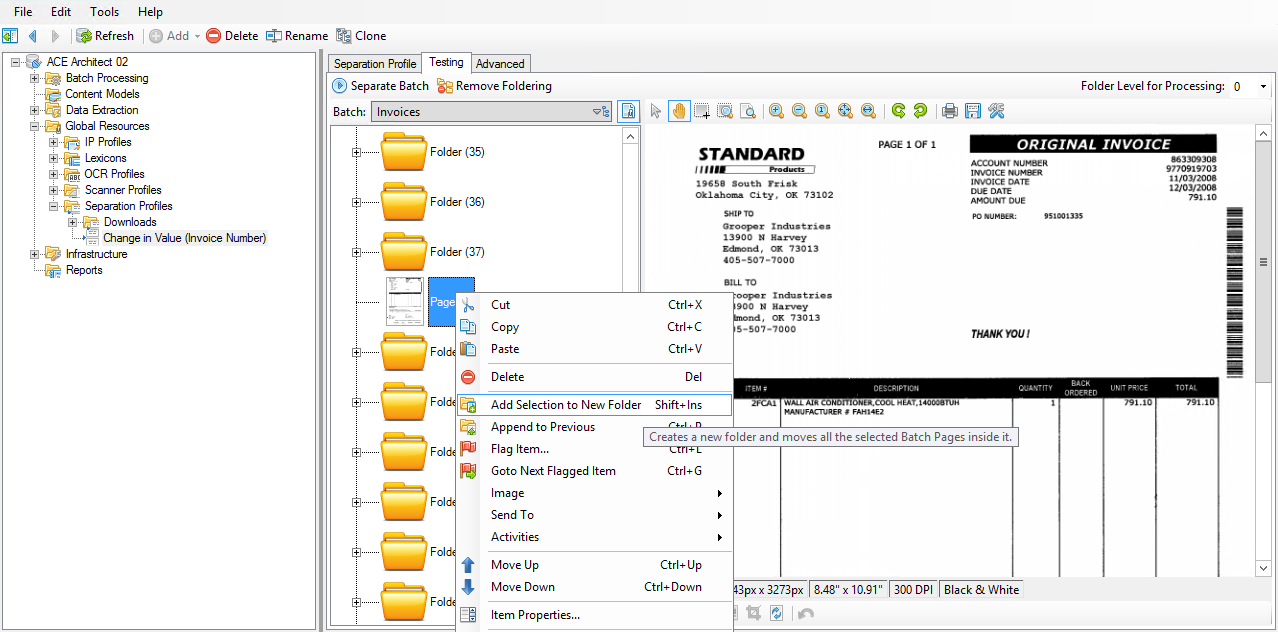 File Edit Tools Help
Refresh Add Delete Rename Clone
ACE Architect 02
Batch Processing
Content Models
Data Extraction
Global Resources
IP Profiles
Lexicons
OCR Profiles
Scanner Profiles
Separation Profiles
Downloads
Change in Value (Invoice Number)
Infrastructure
Reports
Separation Profile Testing Advanced
Separate Batch Remove Foldering Folder Level for Processing: 0
Batch: Invoices
Folder (35)
Folder (36)
Folder (37)
Page
Folde
Folde
Folde
Folde
Folde
Folde
Cut Ctrl+X
Copy Ctrl+C
Paste Ctrl+V
Delete Del
Add Selection to New Folder Shift+Ins
Append to Previous Ctrl+P
Creates a new folder and moves all the selected Batch Pages inside it.
Flag Item... Ctrl+L
Goto Next Flagged Item Ctrl+G
Image
Send To
Activities
Move Up Ctrl+Up
Move Down Ctrl+Down
Item Properties...
STANDARD
Products
19658 South Frisk
Oklahoma City, OK 73102
PAGE 1 OF 1
ORIGINAL INVOICE
ACCOUNT NUMBER 863309308
INVOICE NUMBER 9770919703
INVOICE DATE 11/03/2008
DUE DATE 12/03/2008
AMOUNT DUE 791.10
PO NUMBER: 951001335
SHIP TO
Grooper Industries
13900 N Harvey
Edmond, OK 73013
405-507-7000
BILL TO
rooper Industries
3900 N Harvey
dmond, OK 73013
5-507-7000
THANK YOU !
ITEM # DESCRIPTION QUANTITY BACK ORDERED UNIT PRICE TOTAL
2FCA1 WALL AIR CONDITIONER,COOL HEAT,14000BTUH 1 791.10 791.10
MANUFACTURER # FAH14E2
43px x 3273px 8.48" x 10.91" 300 DPI Black & White